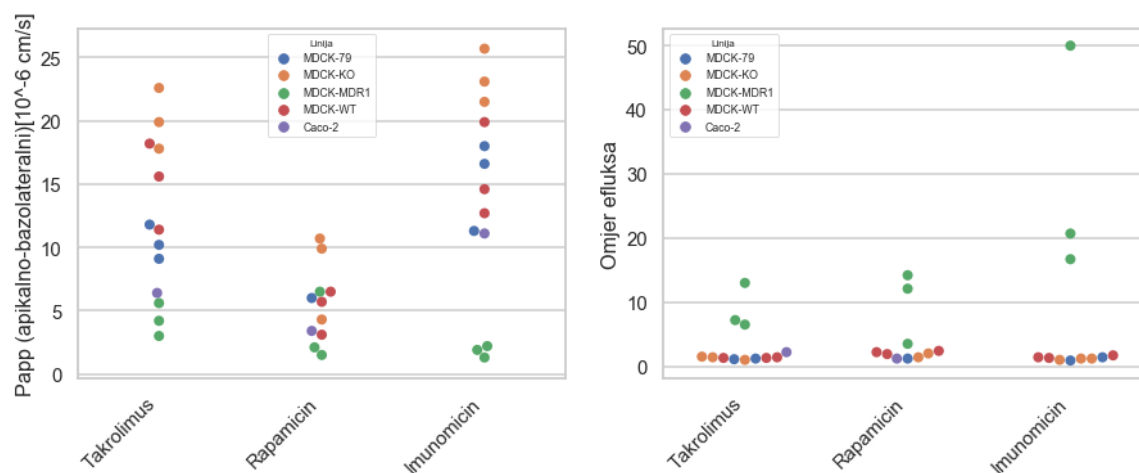 Papp (apikalno-bazolateralni)[10^-6 cm/s]
25
20
15
10
5
0
Linija
MDCK-79
MDCK-KO
MDCK-MDR1
MDCK-WT
Caco-2
Takrolimus
Rapamicin
Imunomicin
Omjer efluksa
50
40
30
20
10
0
Linija
MDCK-79
MDCK-KO
MDCK-MDR1
MDCK-WT
Caco-2
Takrolimus
Rapamicin
Imunomicin